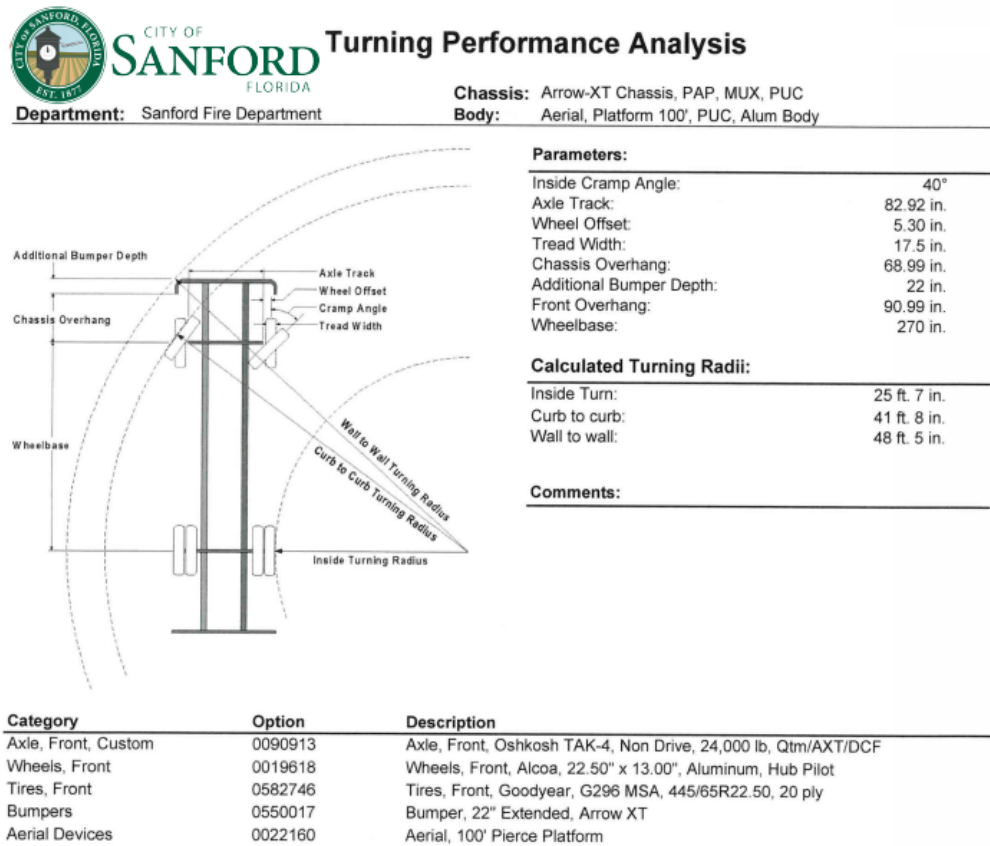 CITY OF SANFORD, FLORIDA
EST. 1877
CITY OF
SANFORD
FLORIDA
Turning Performance Analysis
Department: Sanford Fire Department
Chassis: Arrow-XT Chassis, PAP, MUX, PUC
Body: Aerial, Platform 100', PUC, Alum Body
Additional Bumper Depth
Chassis Overhang
Wheelbase
Axle Track
Wheel Offset
Cramp Angle
Tread Width
Wall to Wall Turning Radius
Curb to Curb Turning Radius
Inside Turning Radius
Parameters:
Inside Cramp Angle: 40°
Axle Track: 82.92 in.
Wheel Offset: 5.30 in.
Tread Width: 17.5 in.
Chassis Overhang: 68.99 in.
Additional Bumper Depth: 22 in.
Front Overhang: 90.99 in.
Wheelbase: 270 in.
Calculated Turning Radii:
Inside Turn: 25 ft. 7 in.
Curb to curb: 41 ft. 8 in.
Wall to wall: 48 ft. 5 in.
Comments:
Category Option Description
Axle, Front, Custom 0090913 Axle, Front, Oshkosh TAK-4, Non Drive, 24,000 lb, Qtm/AXT/DCF
Wheels, Front 0019618 Wheels, Front, Alcoa, 22.50" x 13.00", Aluminum, Hub Pilot
Tires, Front 0582746 Tires, Front, Goodyear, G296 MSA, 445/65R22.50, 20 ply
Bumpers 0550017 Bumper, 22" Extended, Arrow XT
Aerial Devices 0022160 Aerial, 100' Pierce Platform